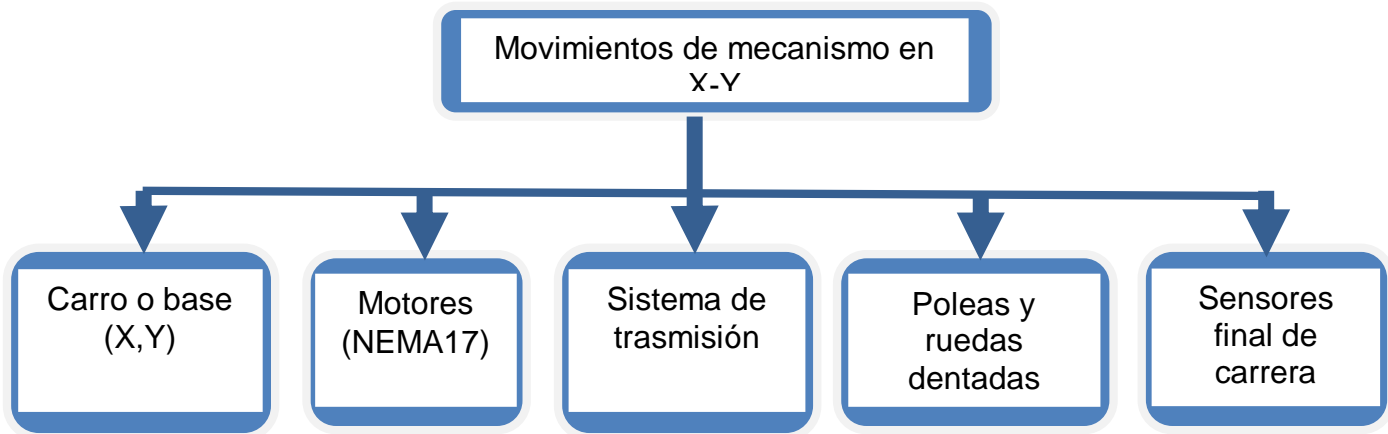 Movimientos de mecanismo en
X-Y
Carro o base
(X,Y)
Motores
(NEMA17)
Sistema de
trasmisión
Poleas y
ruedas
dentadas
Sensores
final de
carrera